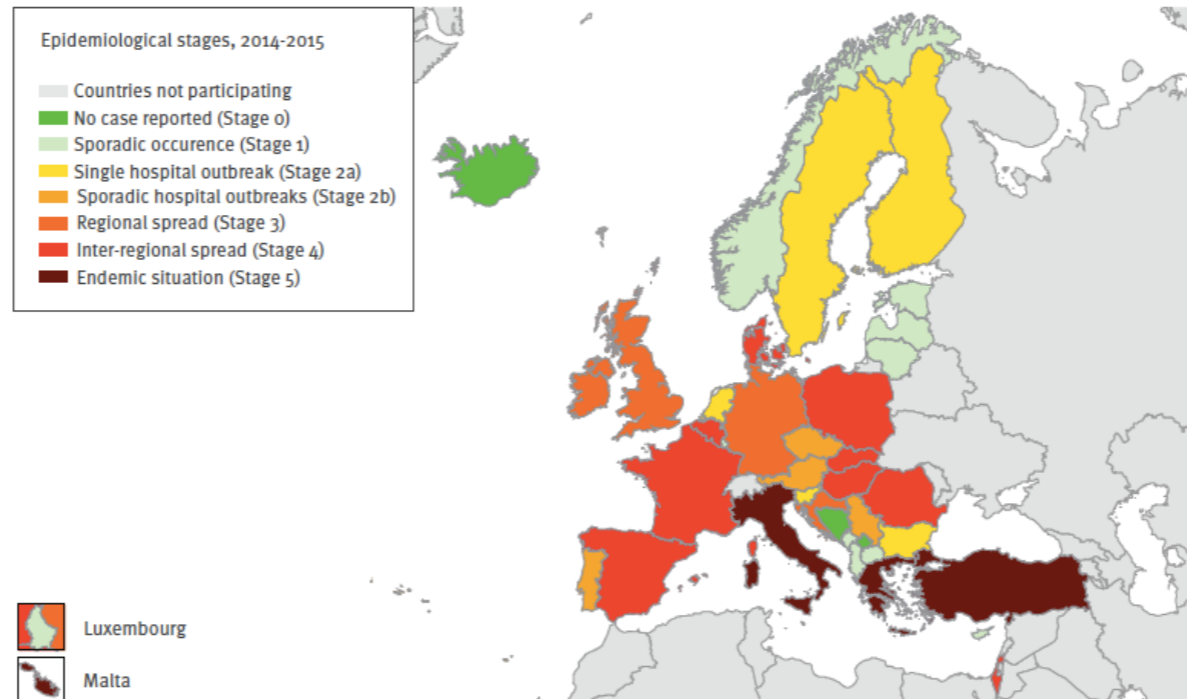 Epidemiological stages, 2014-2015
Countries not participating
No case reported (Stage 0)
Sporadic occurence (Stage 1)
Single hospital outbreak (Stage 2a)
Sporadic hospital outbreaks (Stage 2b)
Regional spread (Stage 3)
Inter-regional spread (Stage 4)
Endemic situation (Stage 5)
Luxembourg
Malta